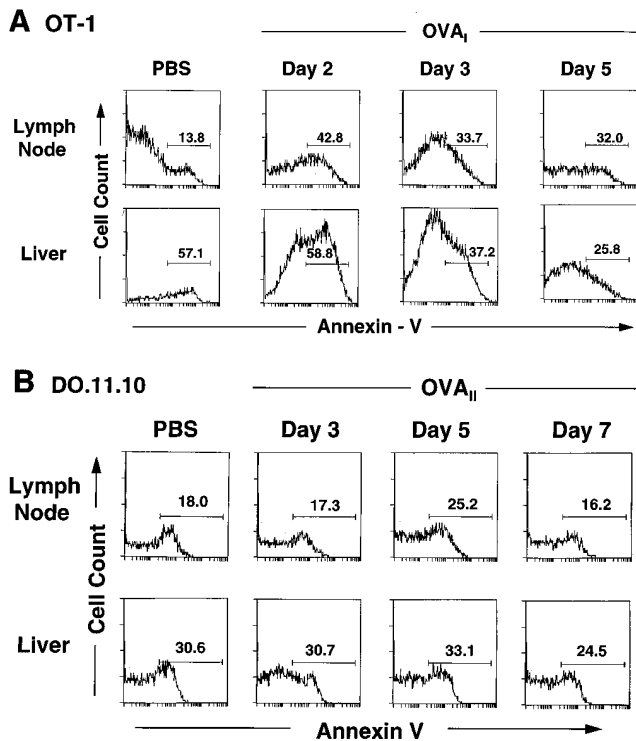 A OT-1
OVAI
PBS Day 2 Day 3 Day 5
Lymph Node
13.8 42.8 33.7 32.0
Cell Count
Liver
57.1 58.8 37.2 25.8
Annexin - V
B DO.11.10
OVAII
PBS Day 3 Day 5 Day 7
Lymph Node
18.0 17.3 25.2 16.2
Cell Count
Liver
30.6 30.7 33.1 24.5
Annexin V